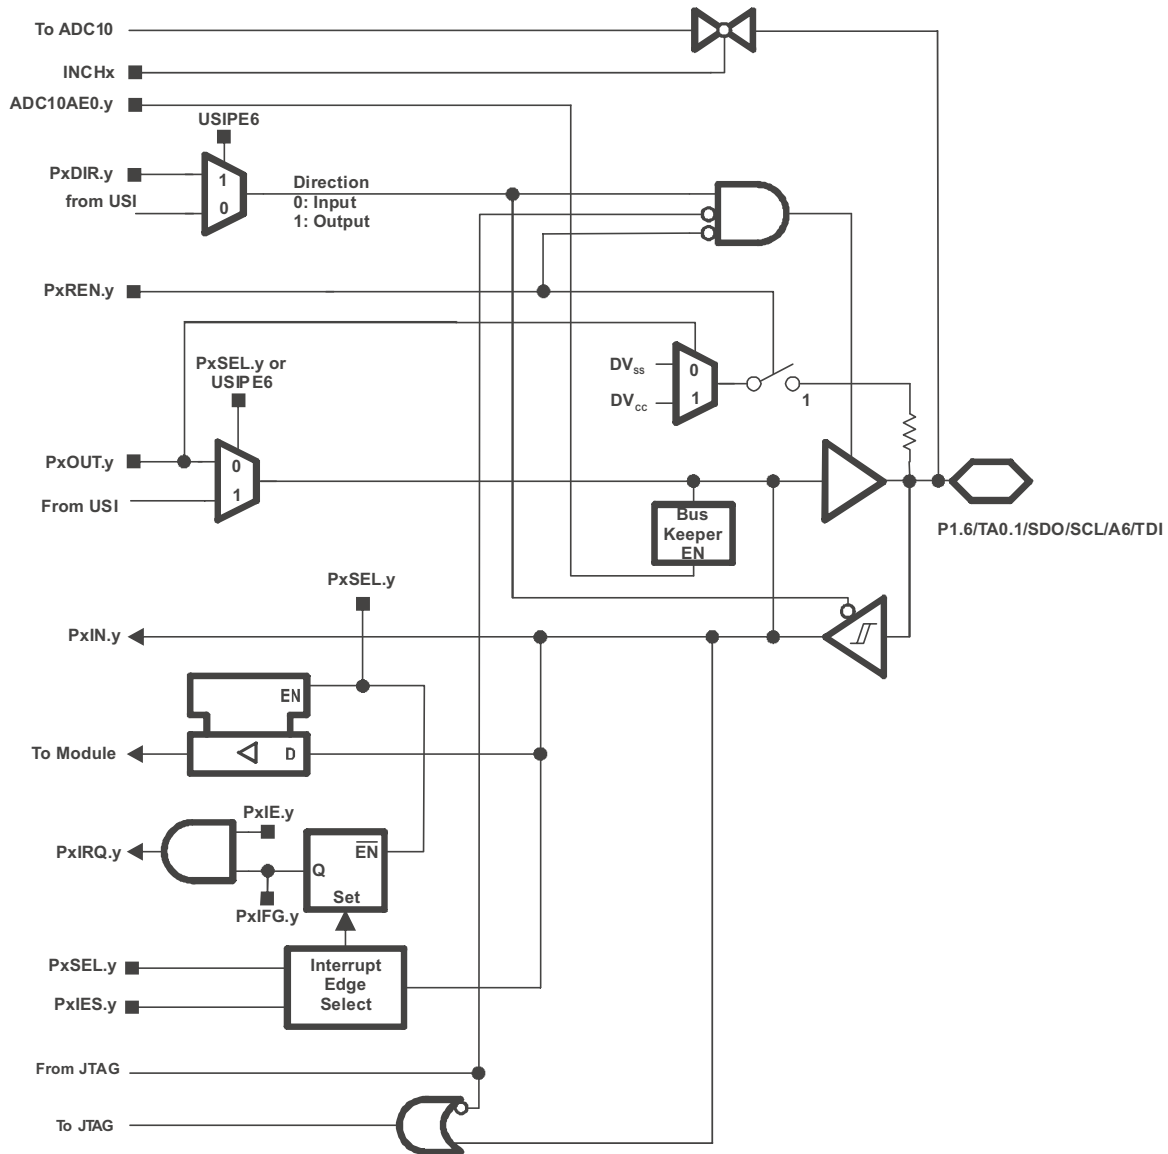 To ADC10
INCHx
ADC10AE0.y
USIPE6
PxDIR.y
1
from USI
0
Direction
0: Input
1: Output
PxREN.y
PxSEL.y or
USIPE6
DVSS
0
DVCC
1
1
PxOUT.y
0
From USI
1
Bus
Keeper
EN
P1.6/TA0.1/SDO/SCL/A6/TDI
PxSEL.y
PxIN.y
EN
To Module
D
PxIE.y
PxIRQ.y
EN
Q
Set
PxIFG.y
PxSEL.y
PxIES.y
Interrupt
Edge
Select
From JTAG
To JTAG